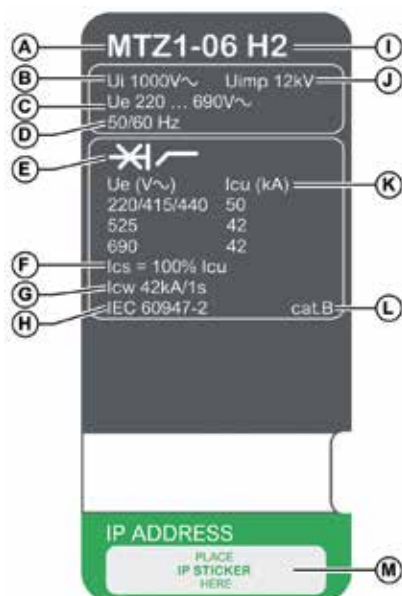 A MTZ1-06 H2 I
B Ui 1000V∿ Uimp 12kV J
C Ue 220 ... 690V∿
D 50/60 Hz
E
Ue (V∿) Icu (kA) K
220/415/440 50
525 42
690 42
F Ics = 100% Icu
G Icw 42kA/1s
H IEC 60947-2 cat.B L
IP ADDRESS
PLACE
IP STICKER M
HERE